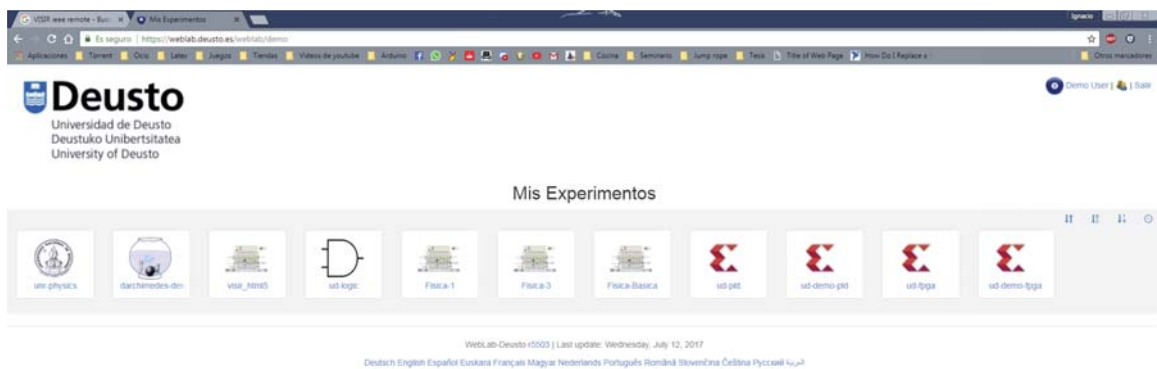 VISIR ieee remote - Busc
Mis Experimentos
Ignacio
Es seguro | https://weblab.deusto.es/weblab/demo
Aplicaciones Torrent Ocio Latex Juegos Tiendas Videos de youtube Arduino Cocina Seminario Jump rope Tesis Title of Web Page How Do I Replace a
Otros marcadores
Demo User | | Salir
Deusto
Universidad de Deusto
Deustuko Unibertsitatea
University of Deusto
Mis Experimentos
unr-physics
darchimedes-de
visir_html5
ud-logic
Fisica-1
Fisica-3
Fisica-Basica
ud-pld
ud-demo-pld
ud-fpga
ud-demo-fpga
WebLab-Deusto r5503 | Last update: Wednesday, July 12, 2017
Deutsch English Español Euskara Français Magyar Nederlands Português Română Slovenčina Čeština Русский العربية